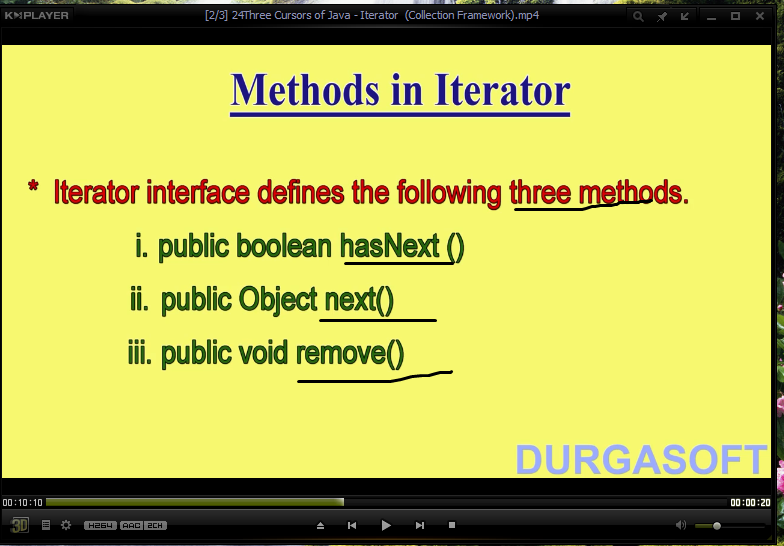 KMPLAYER
[2/3] 24Three Cursors of Java - Iterator (Collection Framework).mp4
Methods in Iterator
* Iterator interface defines the following three methods.
i. public boolean hasNext ()
ii. public Object next()
iii. public void remove()
DURGASOFT
00:10:10
00:00:20
3D
H264
AAC 2CH